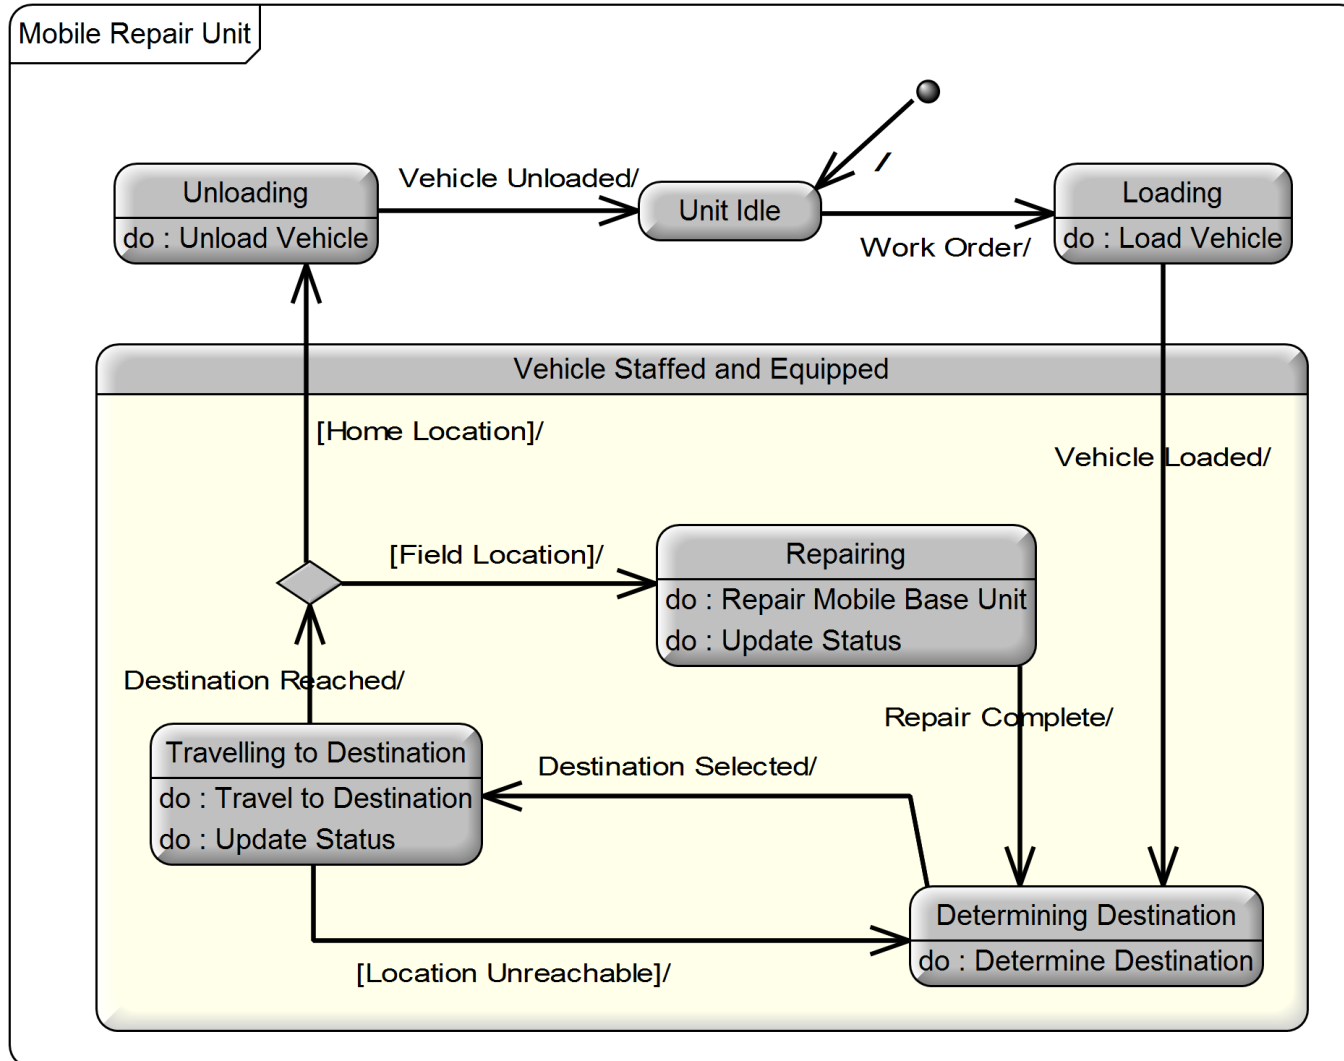 Mobile Repair Unit
/
Unloading
do : Unload Vehicle
Vehicle Unloaded/
Unit Idle
Work Order/
Loading
do : Load Vehicle
Vehicle Staffed and Equipped
[Home Location]/
Vehicle Loaded/
[Field Location]/
Repairing
do : Repair Mobile Base Unit
do : Update Status
Destination Reached/
Repair Complete/
Travelling to Destination
do : Travel to Destination
do : Update Status
Destination Selected/
Determining Destination
do : Determine Destination
[Location Unreachable]/